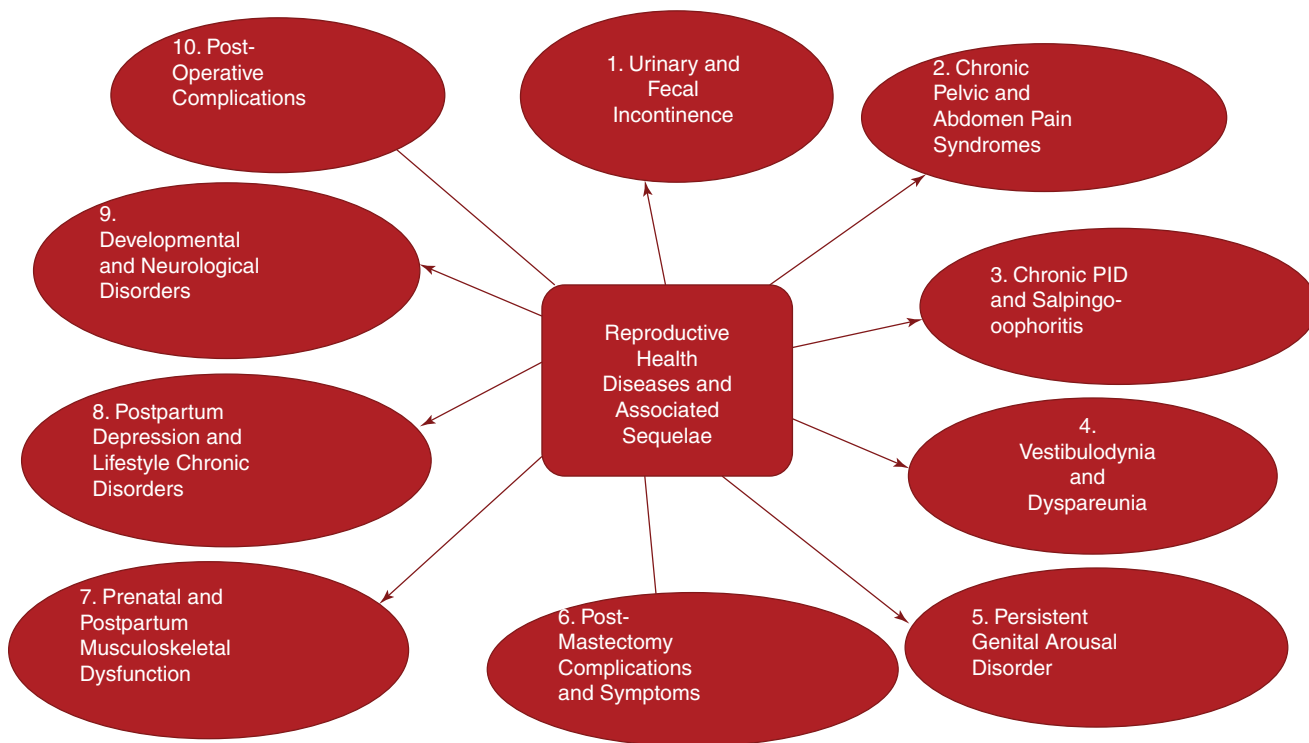 10. Post-
Operative
Complications
1. Urinary and
Fecal
Incontinence
2. Chronic
Pelvic and
Abdomen Pain
Syndromes
9.
Developmental
and Neurological
Disorders
3. Chronic PID
and Salpingo-
oophoritis
Reproductive
Health
Diseases and
Associated
Sequelae
8. Postpartum
Depression and
Lifestyle Chronic
Disorders
4.
Vestibulodynia
and
Dyspareunia
7. Prenatal and
Postpartum
Musculoskeletal
Dysfunction
6. Post-
Mastectomy
Complications
and Symptoms
5. Persistent
Genital Arousal
Disorder